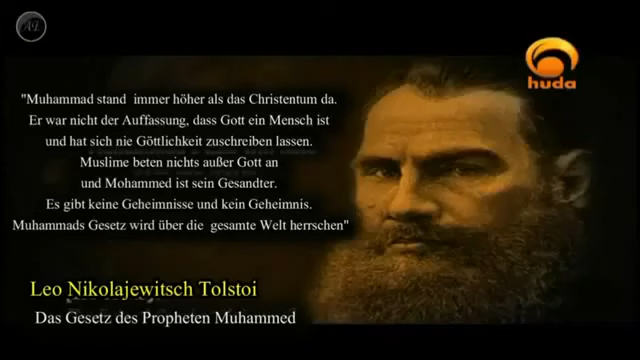 huda
"Muhammad stand immer höher als das Christentum da.
Er war nicht der Auffassung, dass Gott ein Mensch ist
und hat sich nie Göttlichkeit zuschreiben lassen.
Muslime beten nichts außer Gott an
und Mohammed ist sein Gesandter.
Es gibt keine Geheimnisse und kein Geheimnis.
Muhammads Gesetz wird über die gesamte Welt herrschen"
Leo Nikolajewitsch Tolstoi
Das Gesetz des Propheten Muhammed